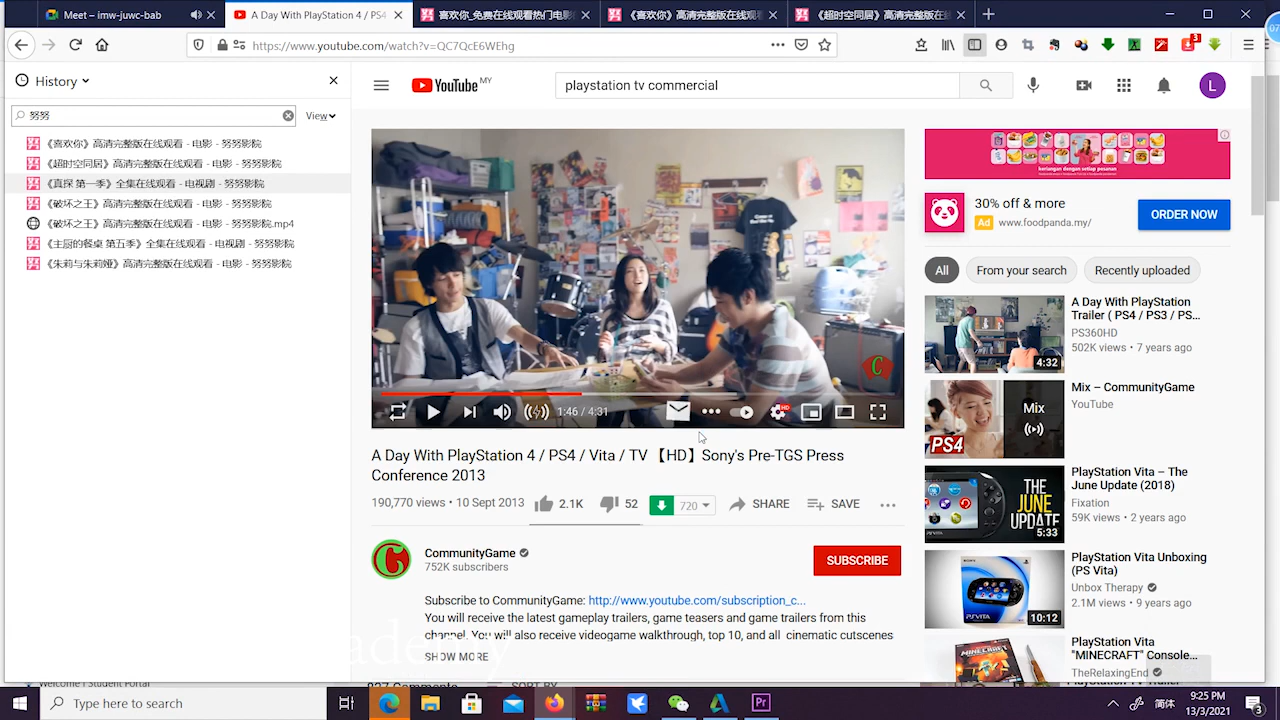 Meet – imw-juwc-bab
A Day With PlayStation 4 / PS4
喜欢你_免费在线观看热门电影
《喜欢你》高清完整版在线观
《超时空同居》高清完整版在线
https://www.youtube.com/watch?v=QC7QcE6WEhg
History
努努
View
《喜欢你》高清完整版在线观看 - 电影 - 努努影院
《超时空同居》高清完整版在线观看 - 电影 - 努努影院
《真探 第一季》全集在线观看 - 电视剧 - 努努影院
《破坏之王》高清完整版在线观看 - 电影 - 努努影院
《破坏之王》高清完整版在线观看 - 电影 - 努努影院.mp4
《主厨的餐桌 第五季》全集在线观看 - 电视剧 - 努努影院
《朱莉与朱莉娅》高清完整版在线观看 - 电影 - 努努影院
YouTube MY
playstation tv commercial
L
1:46 / 4:31
HD
A Day With PlayStation 4 / PS4 / Vita / TV 【HD】 Sony's Pre-TGS Press
Conference 2013
190,770 views • 10 Sept 2013
2.1K
52
720
SHARE
SAVE
CommunityGame
752K subscribers
SUBSCRIBE
Subscribe to CommunityGame: http://www.youtube.com/subscription_c...
You will receive the latest gameplay trailers, game teasers and game trailers from this
channel. You will also receive videogame walkthrough, top 10, and all cinematic cutscenes
SHOW MORE
keriangan dengan setiap pesanan
30% off & more
Ad www.foodpanda.my/
ORDER NOW
All
From your search
Recently uploaded
A Day With PlayStation
Trailer ( PS4 / PS3 / PS...
PS360HD
502K views • 7 years ago
4:32
Mix – CommunityGame
YouTube
Mix
PS4
PlayStation Vita – The
June Update (2018)
Fixation
59K views • 2 years ago
THE
JUNE
UPDATE
5:33
PlayStation Vita Unboxing
(PS Vita)
Unbox Therapy
2.1M views • 9 years ago
10:12
PlayStation Vita
"MINECRAFT" Console...
TheRelaxingEnd
MINECRAFT
SORT BY
Welcome | Student Portal
Type here to search
Pr
简体
9:25 PM
13/3/2021
3